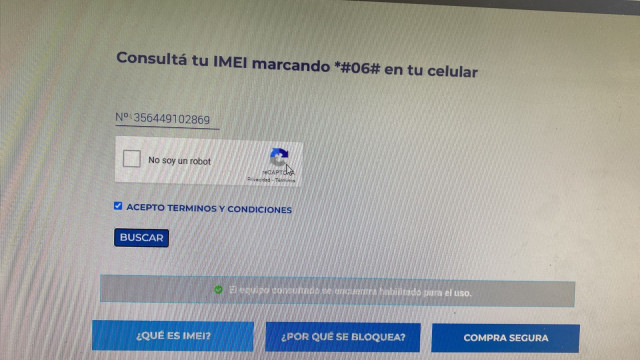 Consultá tu IMEI marcando *#06# en tu celular
Nº 356449102869
No soy un robot
reCAPTCHA
Privacidad - Términos
ACEPTO TERMINOS Y CONDICIONES
BUSCAR
El equipo consultado se encuentra habilitado para el uso.
¿QUÉ ES IMEI?
¿POR QUÉ SE BLOQUEA?
COMPRA SEGURA